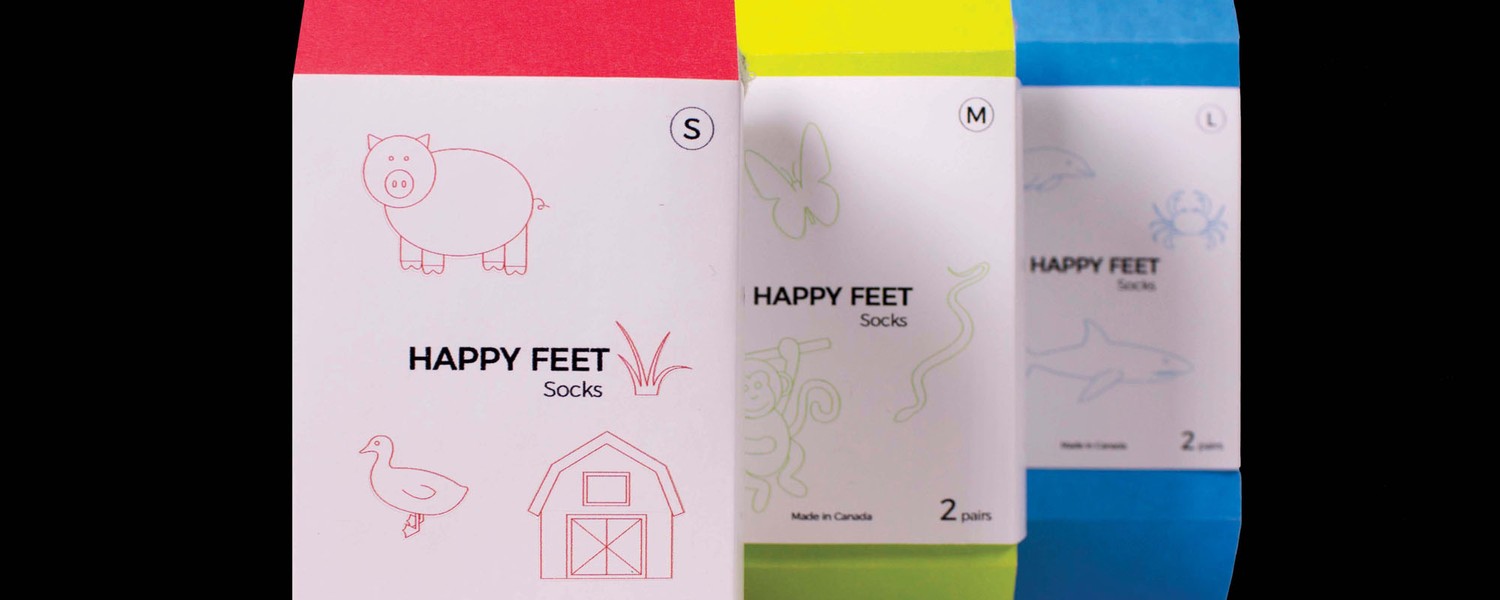 S
HAPPY FEET
Socks
M
HAPPY FEET
Socks
Made in Canada
2 pairs
L
HAPPY FEET
Socks
Made in Canada
2 pairs